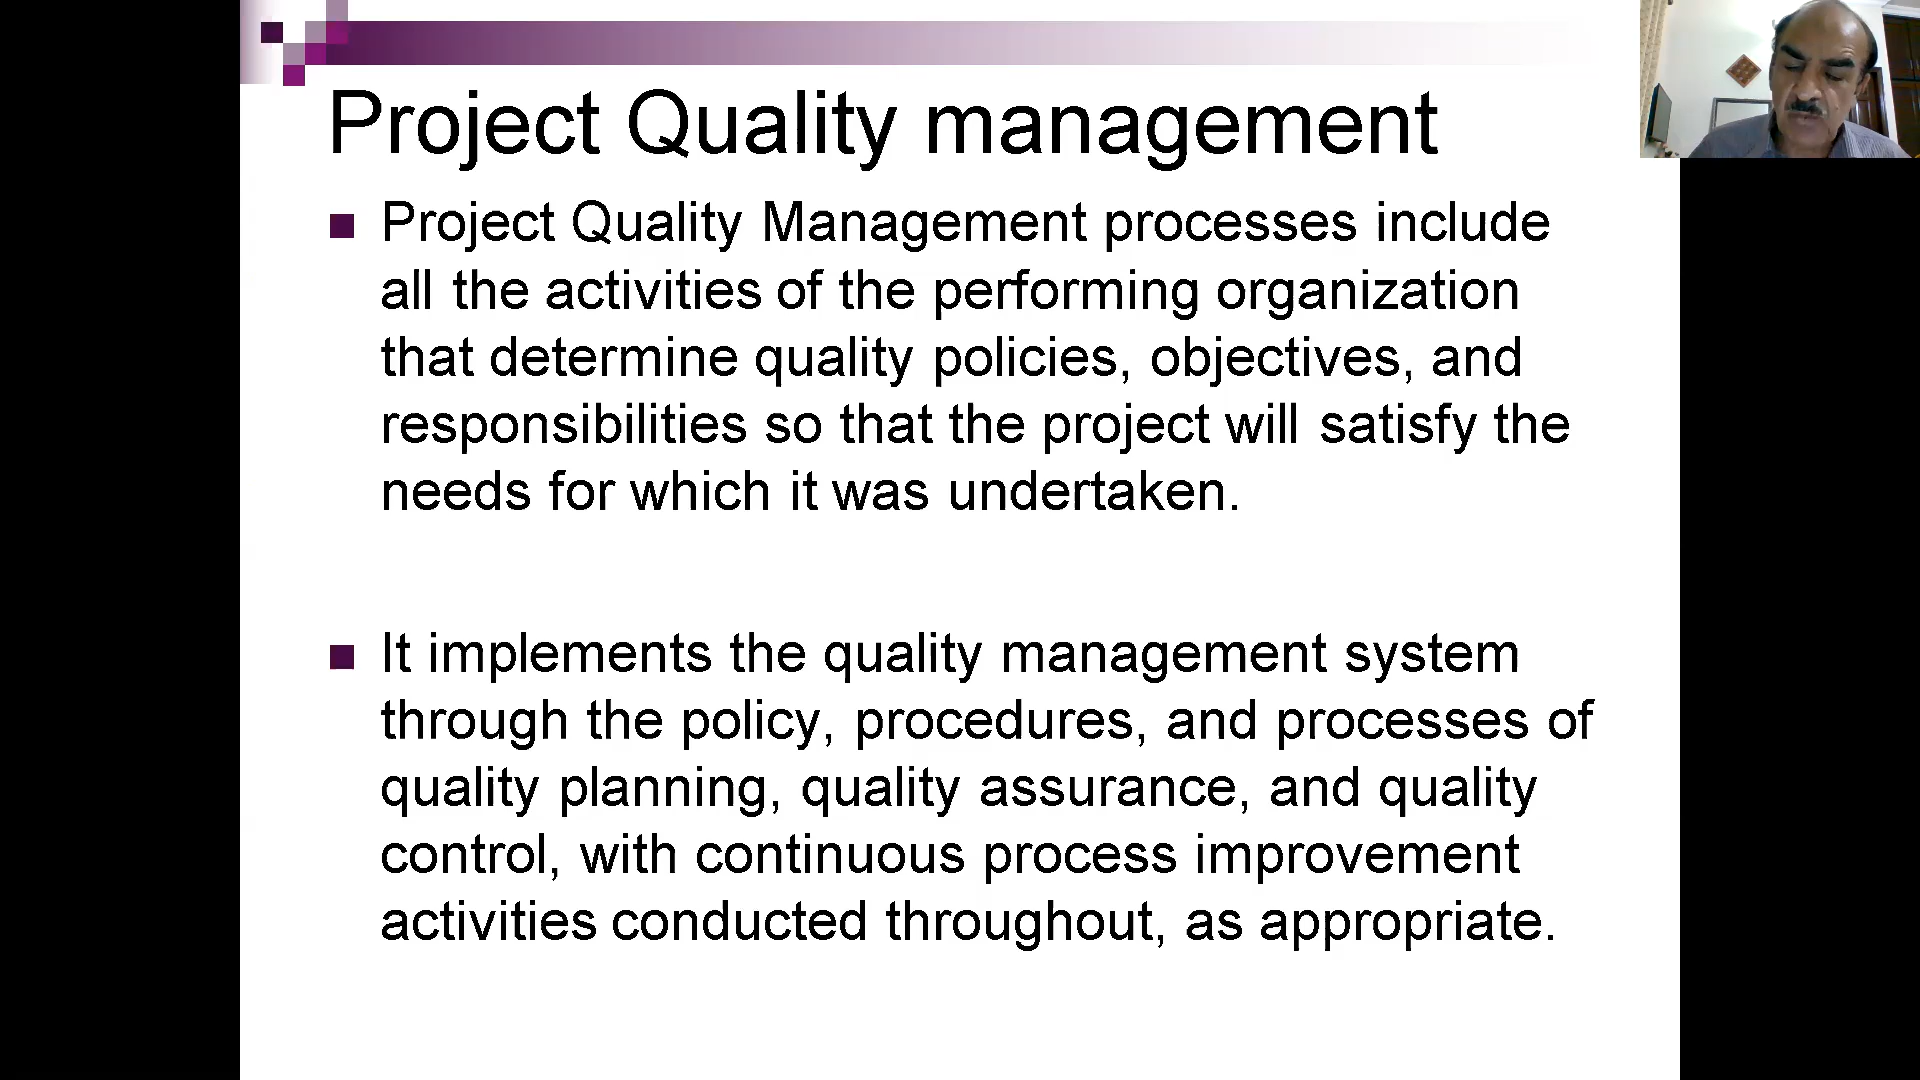 Project Quality management
Project Quality Management processes include
all the activities of the performing organization
that determine quality policies, objectives, and
responsibilities so that the project will satisfy the
needs for which it was undertaken.
It implements the quality management system
through the policy, procedures, and processes of
quality planning, quality assurance, and quality
control, with continuous process improvement
activities conducted throughout, as appropriate.